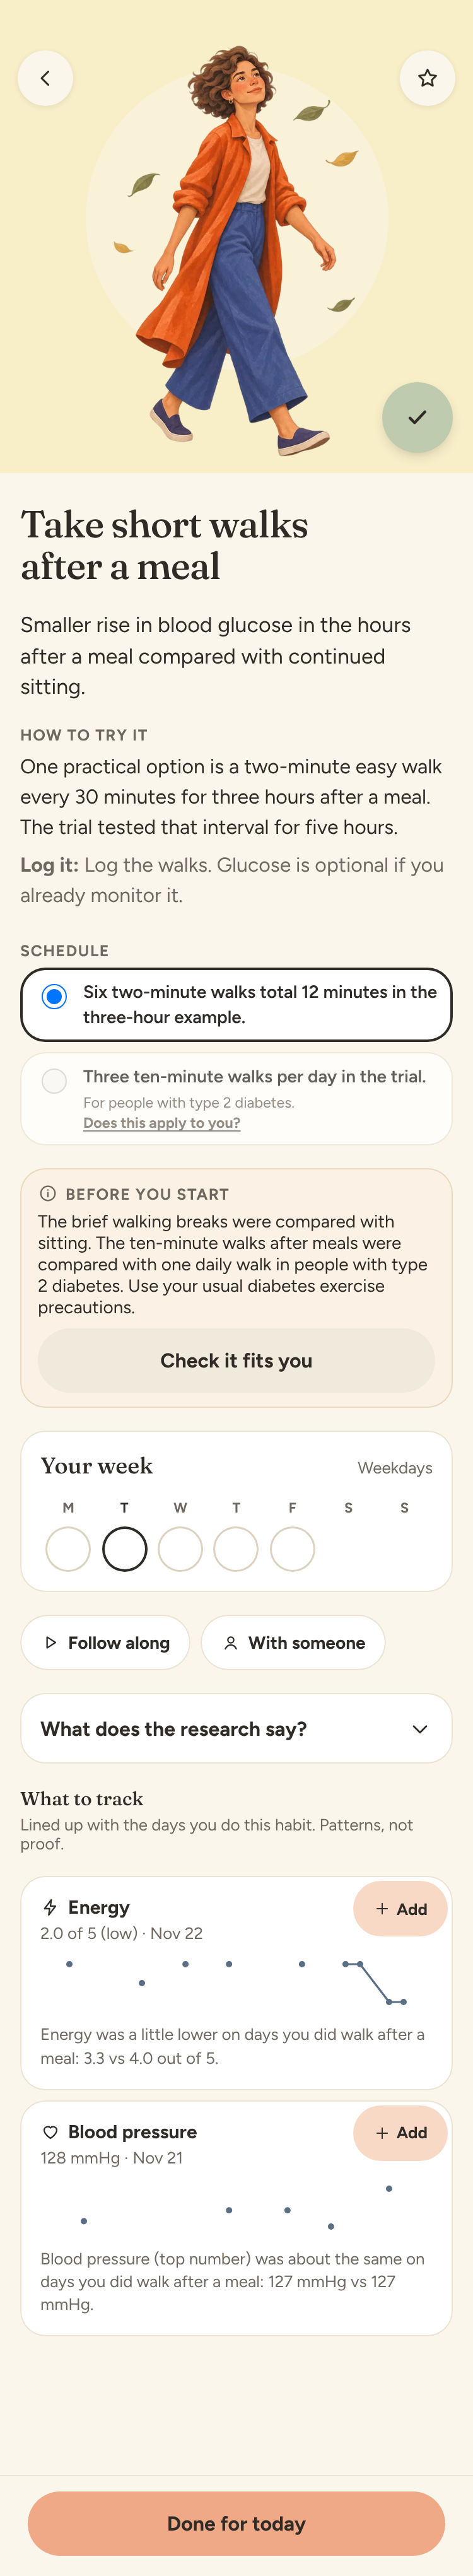 Take short walks
after a meal
Smaller rise in blood glucose in the hours
after a meal compared with continued
sitting.
HOW TO TRY IT
One practical option is a two-minute easy walk
every 30 minutes for three hours after a meal.
The trial tested that interval for five hours.
Log it: Log the walks. Glucose is optional if you
already monitor it.
SCHEDULE
Six two-minute walks total 12 minutes in the
three-hour example.
Three ten-minute walks per day in the trial.
For people with type 2 diabetes.
Does this apply to you?
BEFORE YOU START
The brief walking breaks were compared with
sitting. The ten-minute walks after meals were
compared with one daily walk in people with type
2 diabetes. Use your usual diabetes exercise
precautions.
Check it fits you
Your week Weekdays
M T W T F S S
Follow along With someone
What does the research say?
What to track
Lined up with the days you do this habit. Patterns, not
proof.
Energy + Add
2.0 of 5 (low) · Nov 22
Energy was a little lower on days you did walk after a
meal: 3.3 vs 4.0 out of 5.
Blood pressure + Add
128 mmHg · Nov 21
Blood pressure (top number) was about the same on
days you did walk after a meal: 127 mmHg vs 127
mmHg.
Done for today